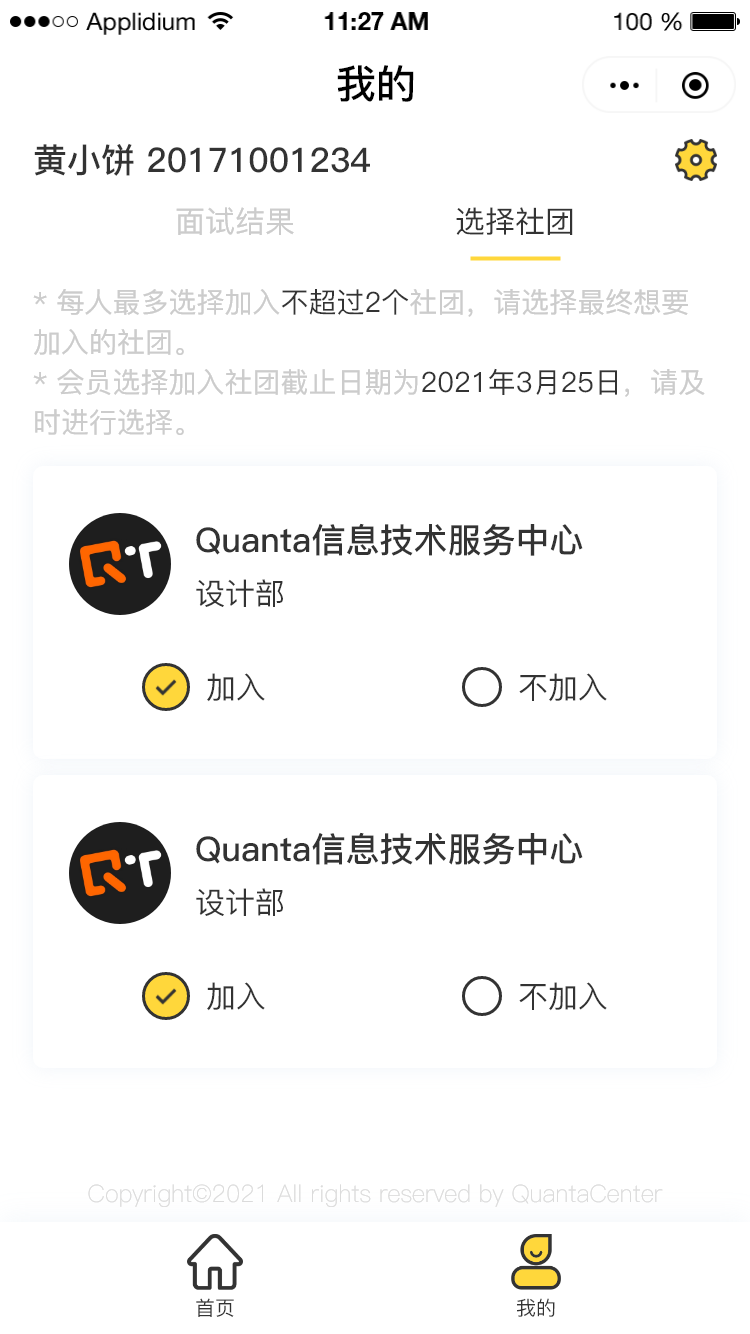 ●●●○○ Applidium 11:27 AM 100 %
我的
黄小饼 20171001234
面试结果 选择社团
* 每人最多选择加入不超过2个社团，请选择最终想要
加入的社团。
* 会员选择加入社团截止日期为2021年3月25日，请及
时进行选择。
Quanta信息技术服务中心
设计部
加入 不加入
Quanta信息技术服务中心
设计部
加入 不加入
Copyright©2021 All rights reserved by QuantaCenter
首页 我的